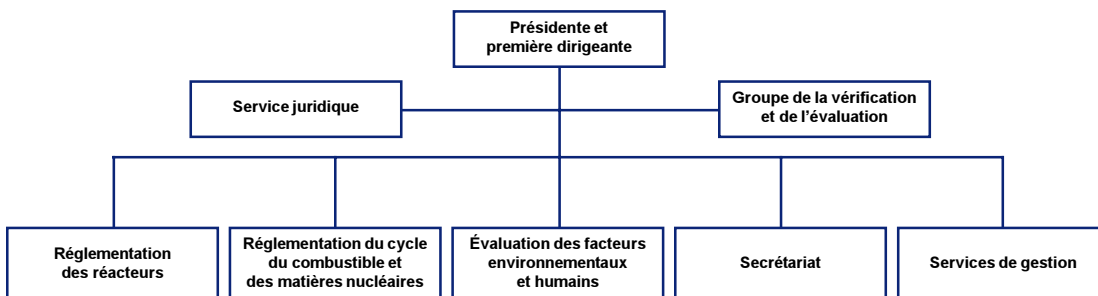 Présidente et
première dirigeante
Service juridique
Groupe de la vérification
et de l'évaluation
Réglementation
des réacteurs
Réglementation du cycle
du combustible et
des matières nucléaires
Évaluation des facteurs
environnementaux
et humains
Secrétariat
Services de gestion